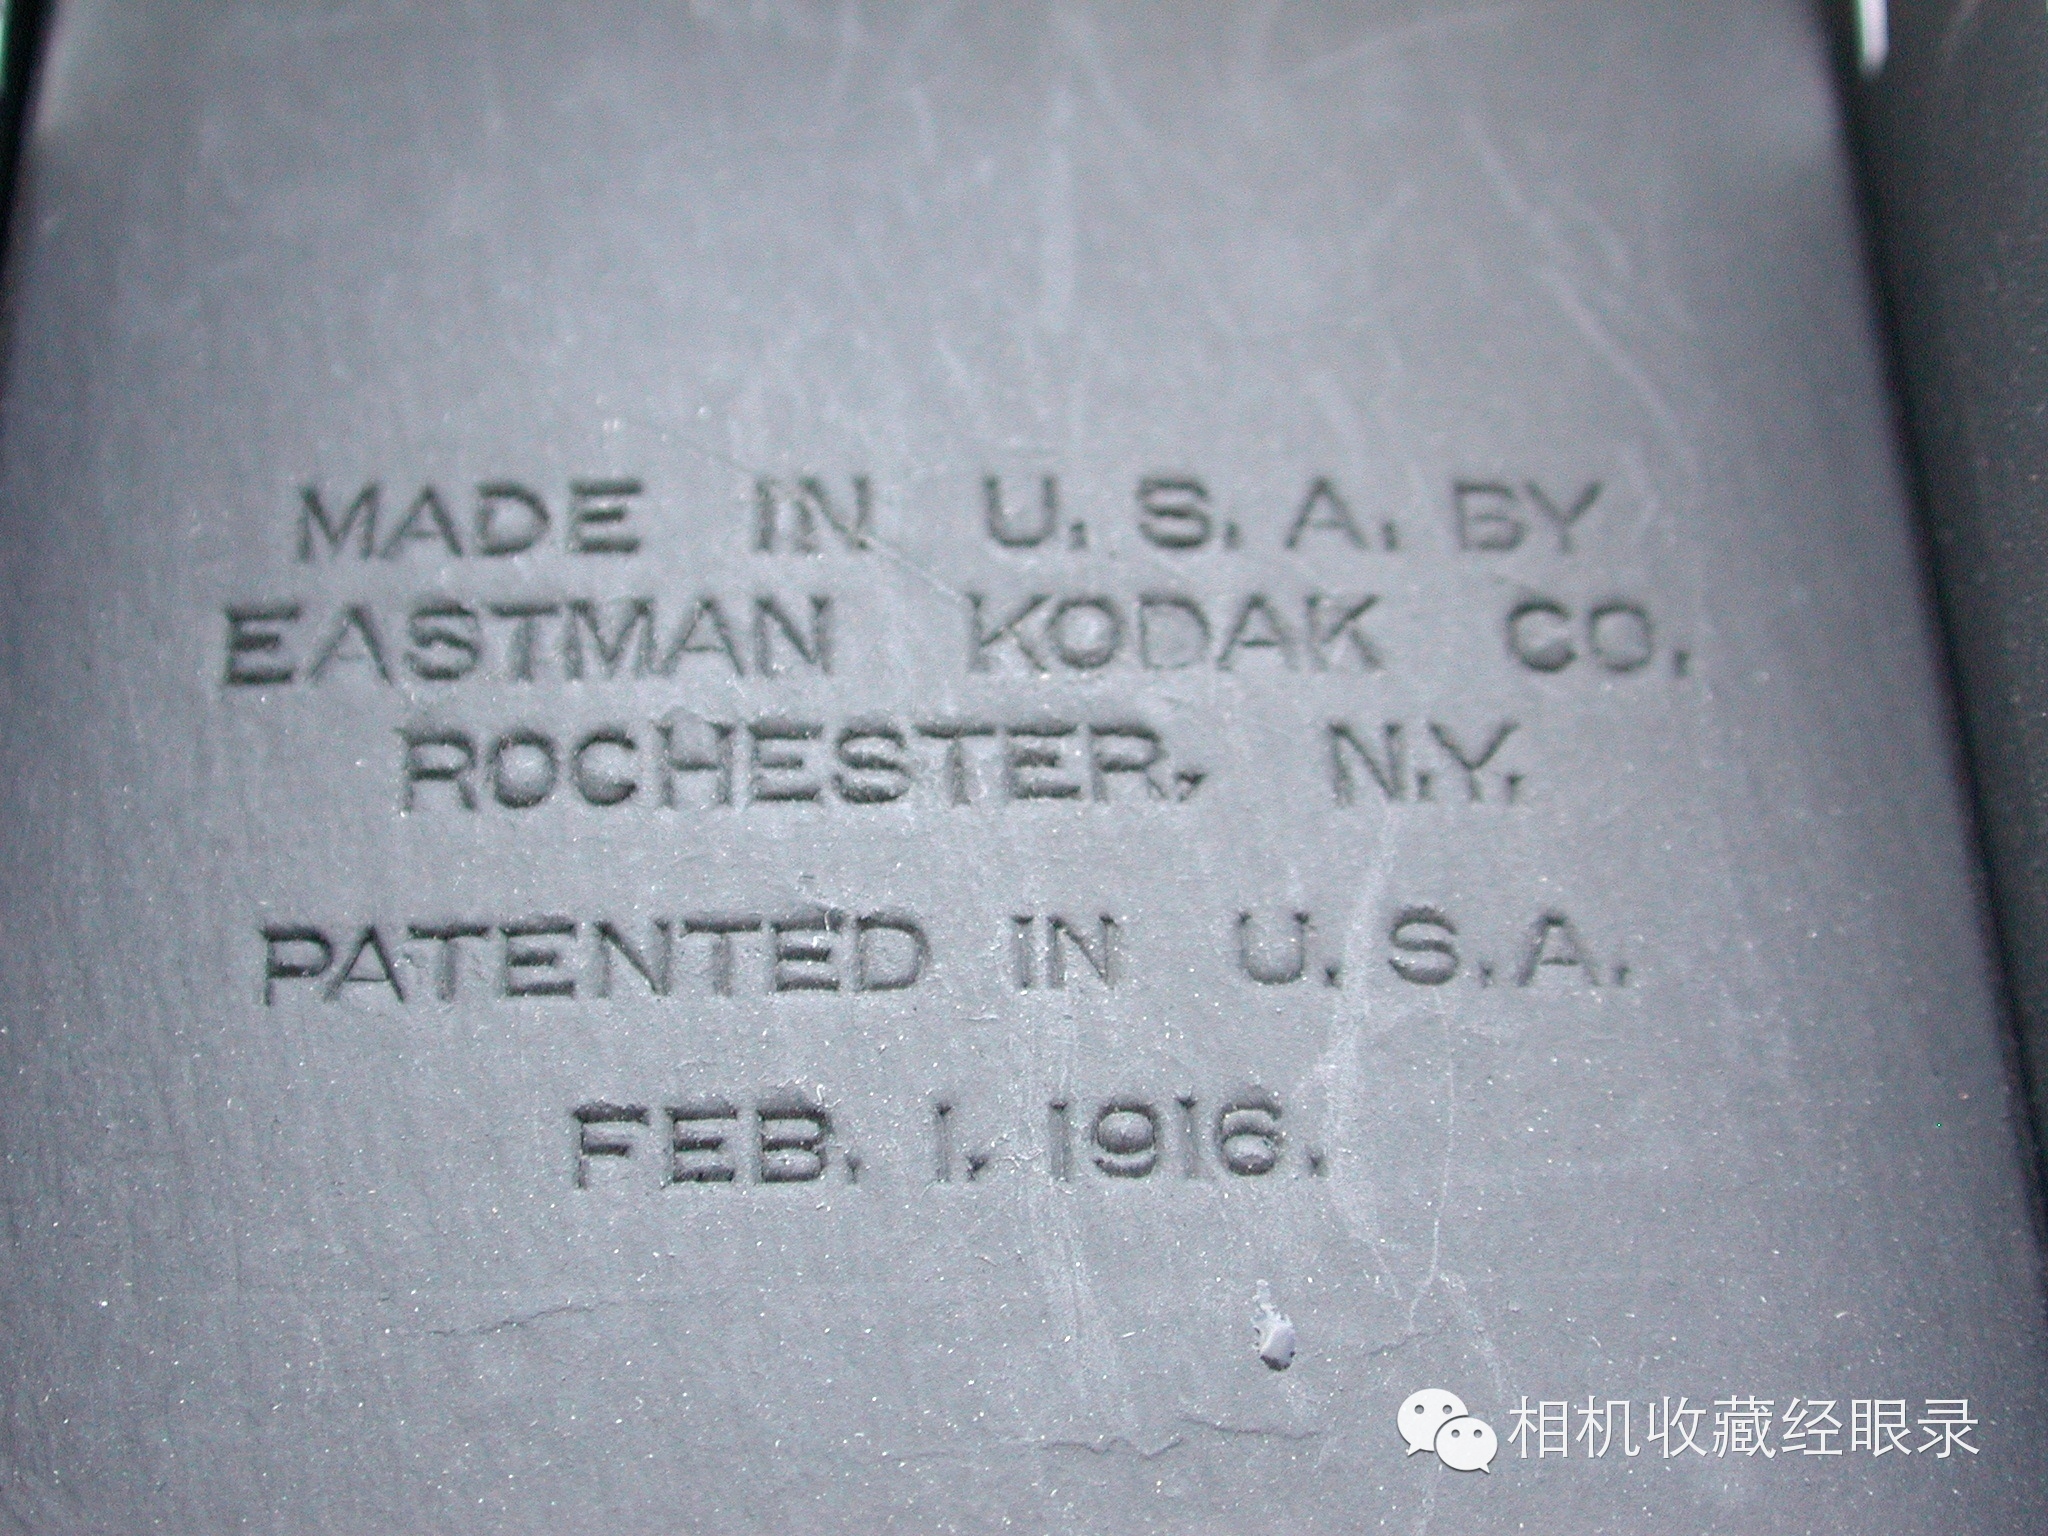 MADE IN U.S.A. BY
EASTMAN KODAK CO.
ROCHESTER, N.Y.
PATENTED IN U.S.A.
FEB. 1, 1916.
相机收藏经眼录